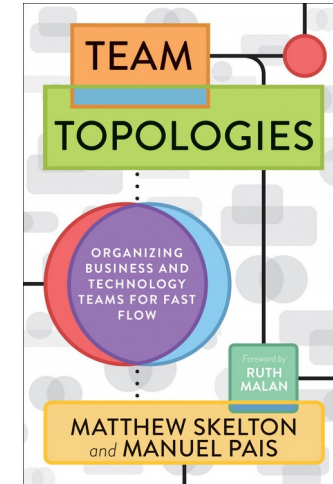 TEAM
TOPOLOGIES
ORGANIZING
BUSINESS AND
TECHNOLOGY
TEAMS FOR FAST
FLOW
Foreword by
RUTH
MALAN
MATTHEW SKELTON
and MANUEL PAIS